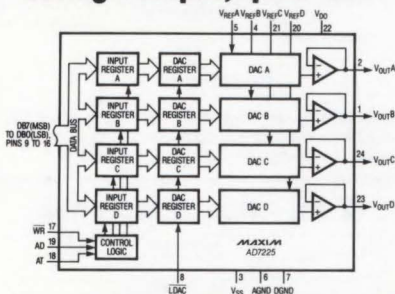 VREFA VREFB VREFC VREFD VDD
5 4 21 20 22
INPUT REGISTER A
DAC REGISTER A
DAC A
2 VOUTA
INPUT REGISTER B
DAC REGISTER B
DAC B
1 VOUTB
DB7(MSB)
TO DB0(LSB).
PINS 9 TO 16
DATA BUS
INPUT REGISTER C
DAC REGISTER C
DAC C
24 VOUTC
INPUT REGISTER D
DAC REGISTER D
DAC D
23 VOUTD
WR 17
AD 19
AT 18
CONTROL LOGIC
MAXIM
AD7225
8 3 6 7
LDAC VSS AGND DGND